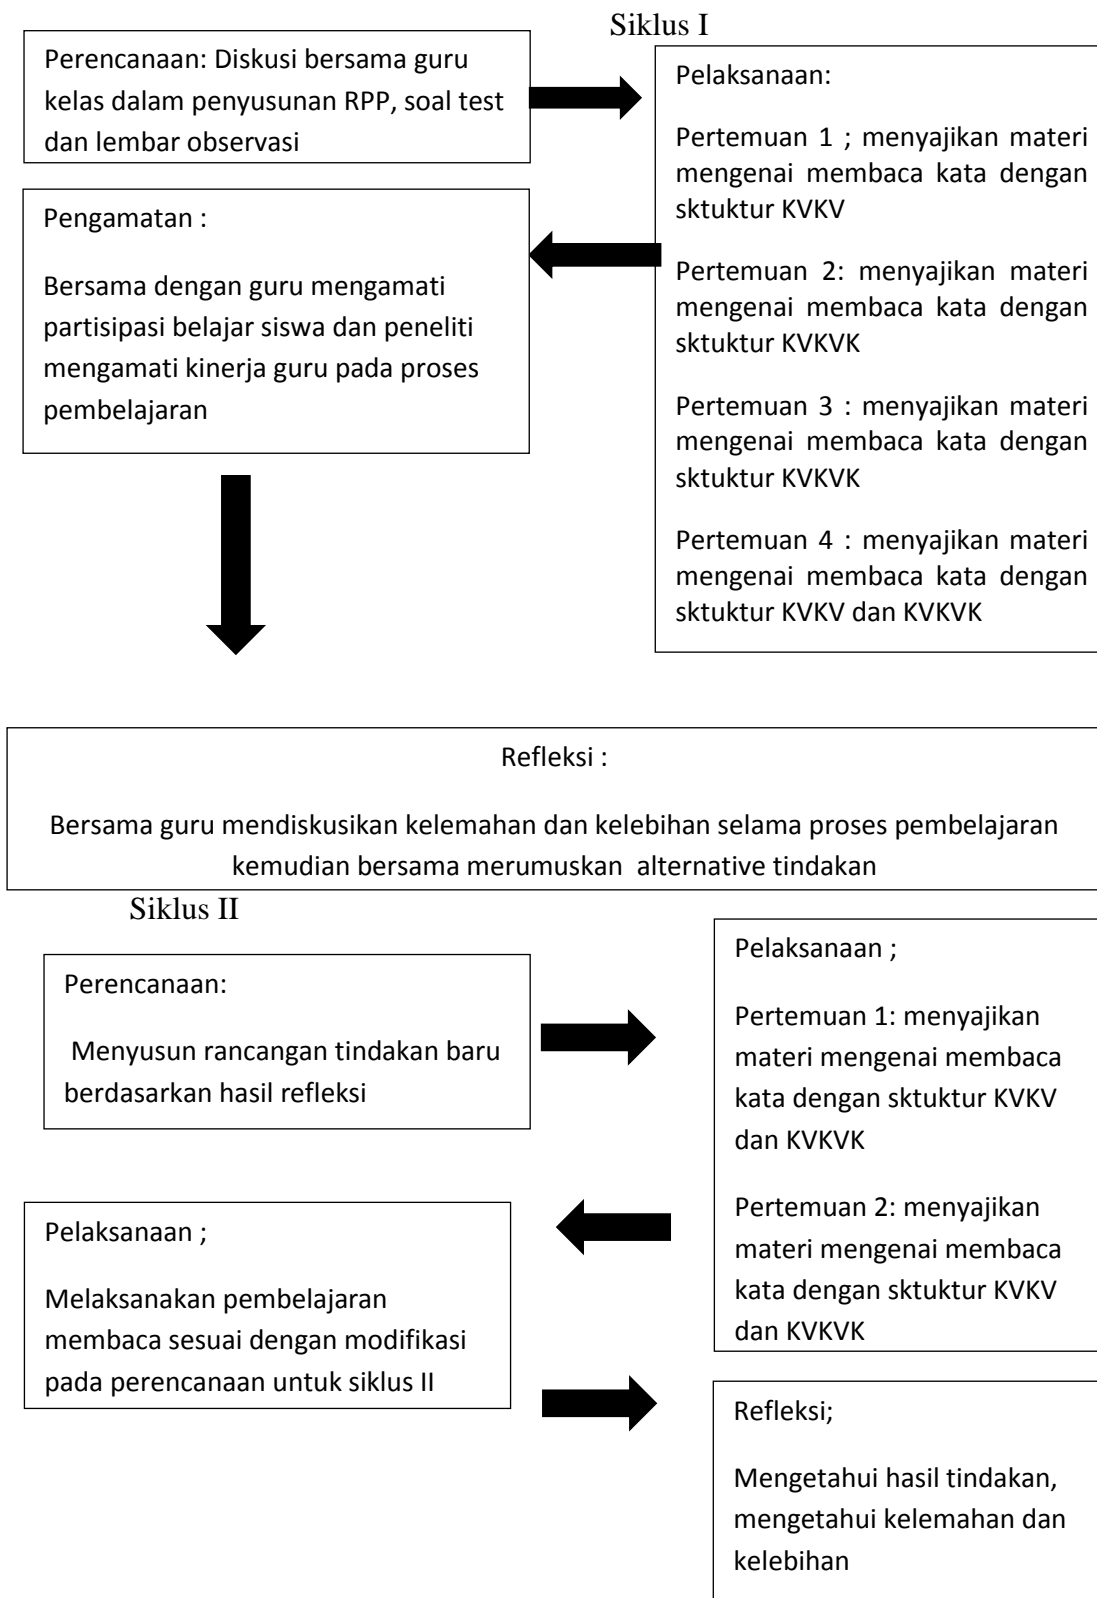 Siklus I
Perencanaan: Diskusi bersama guru
kelas dalam penyusunan RPP, soal test
dan lembar observasi
Pelaksanaan:
Pertemuan 1 ; menyajikan materi
mengenai membaca kata dengan
sktuktur KVKV
Pertemuan 2: menyajikan materi
mengenai membaca kata dengan
sktuktur KVKVK
Pertemuan 3 : menyajikan materi
mengenai membaca kata dengan
sktuktur KVKVK
Pertemuan 4 : menyajikan materi
mengenai membaca kata dengan
sktuktur KVKV dan KVKVK
Pengamatan :
Bersama dengan guru mengamati
partisipasi belajar siswa dan peneliti
mengamati kinerja guru pada proses
pembelajaran
Refleksi :
Bersama guru mendiskusikan kelemahan dan kelebihan selama proses pembelajaran
kemudian bersama merumuskan alternative tindakan
Siklus II
Perencanaan:
Menyusun rancangan tindakan baru
berdasarkan hasil refleksi
Pelaksanaan ;
Pertemuan 1: menyajikan
materi mengenai membaca
kata dengan sktuktur KVKV
dan KVKVK
Pertemuan 2: menyajikan
materi mengenai membaca
kata dengan sktuktur KVKV
dan KVKVK
Pelaksanaan ;
Melaksanakan pembelajaran
membaca sesuai dengan modifikasi
pada perencanaan untuk siklus II
Refleksi;
Mengetahui hasil tindakan,
mengetahui kelemahan dan
kelebihan